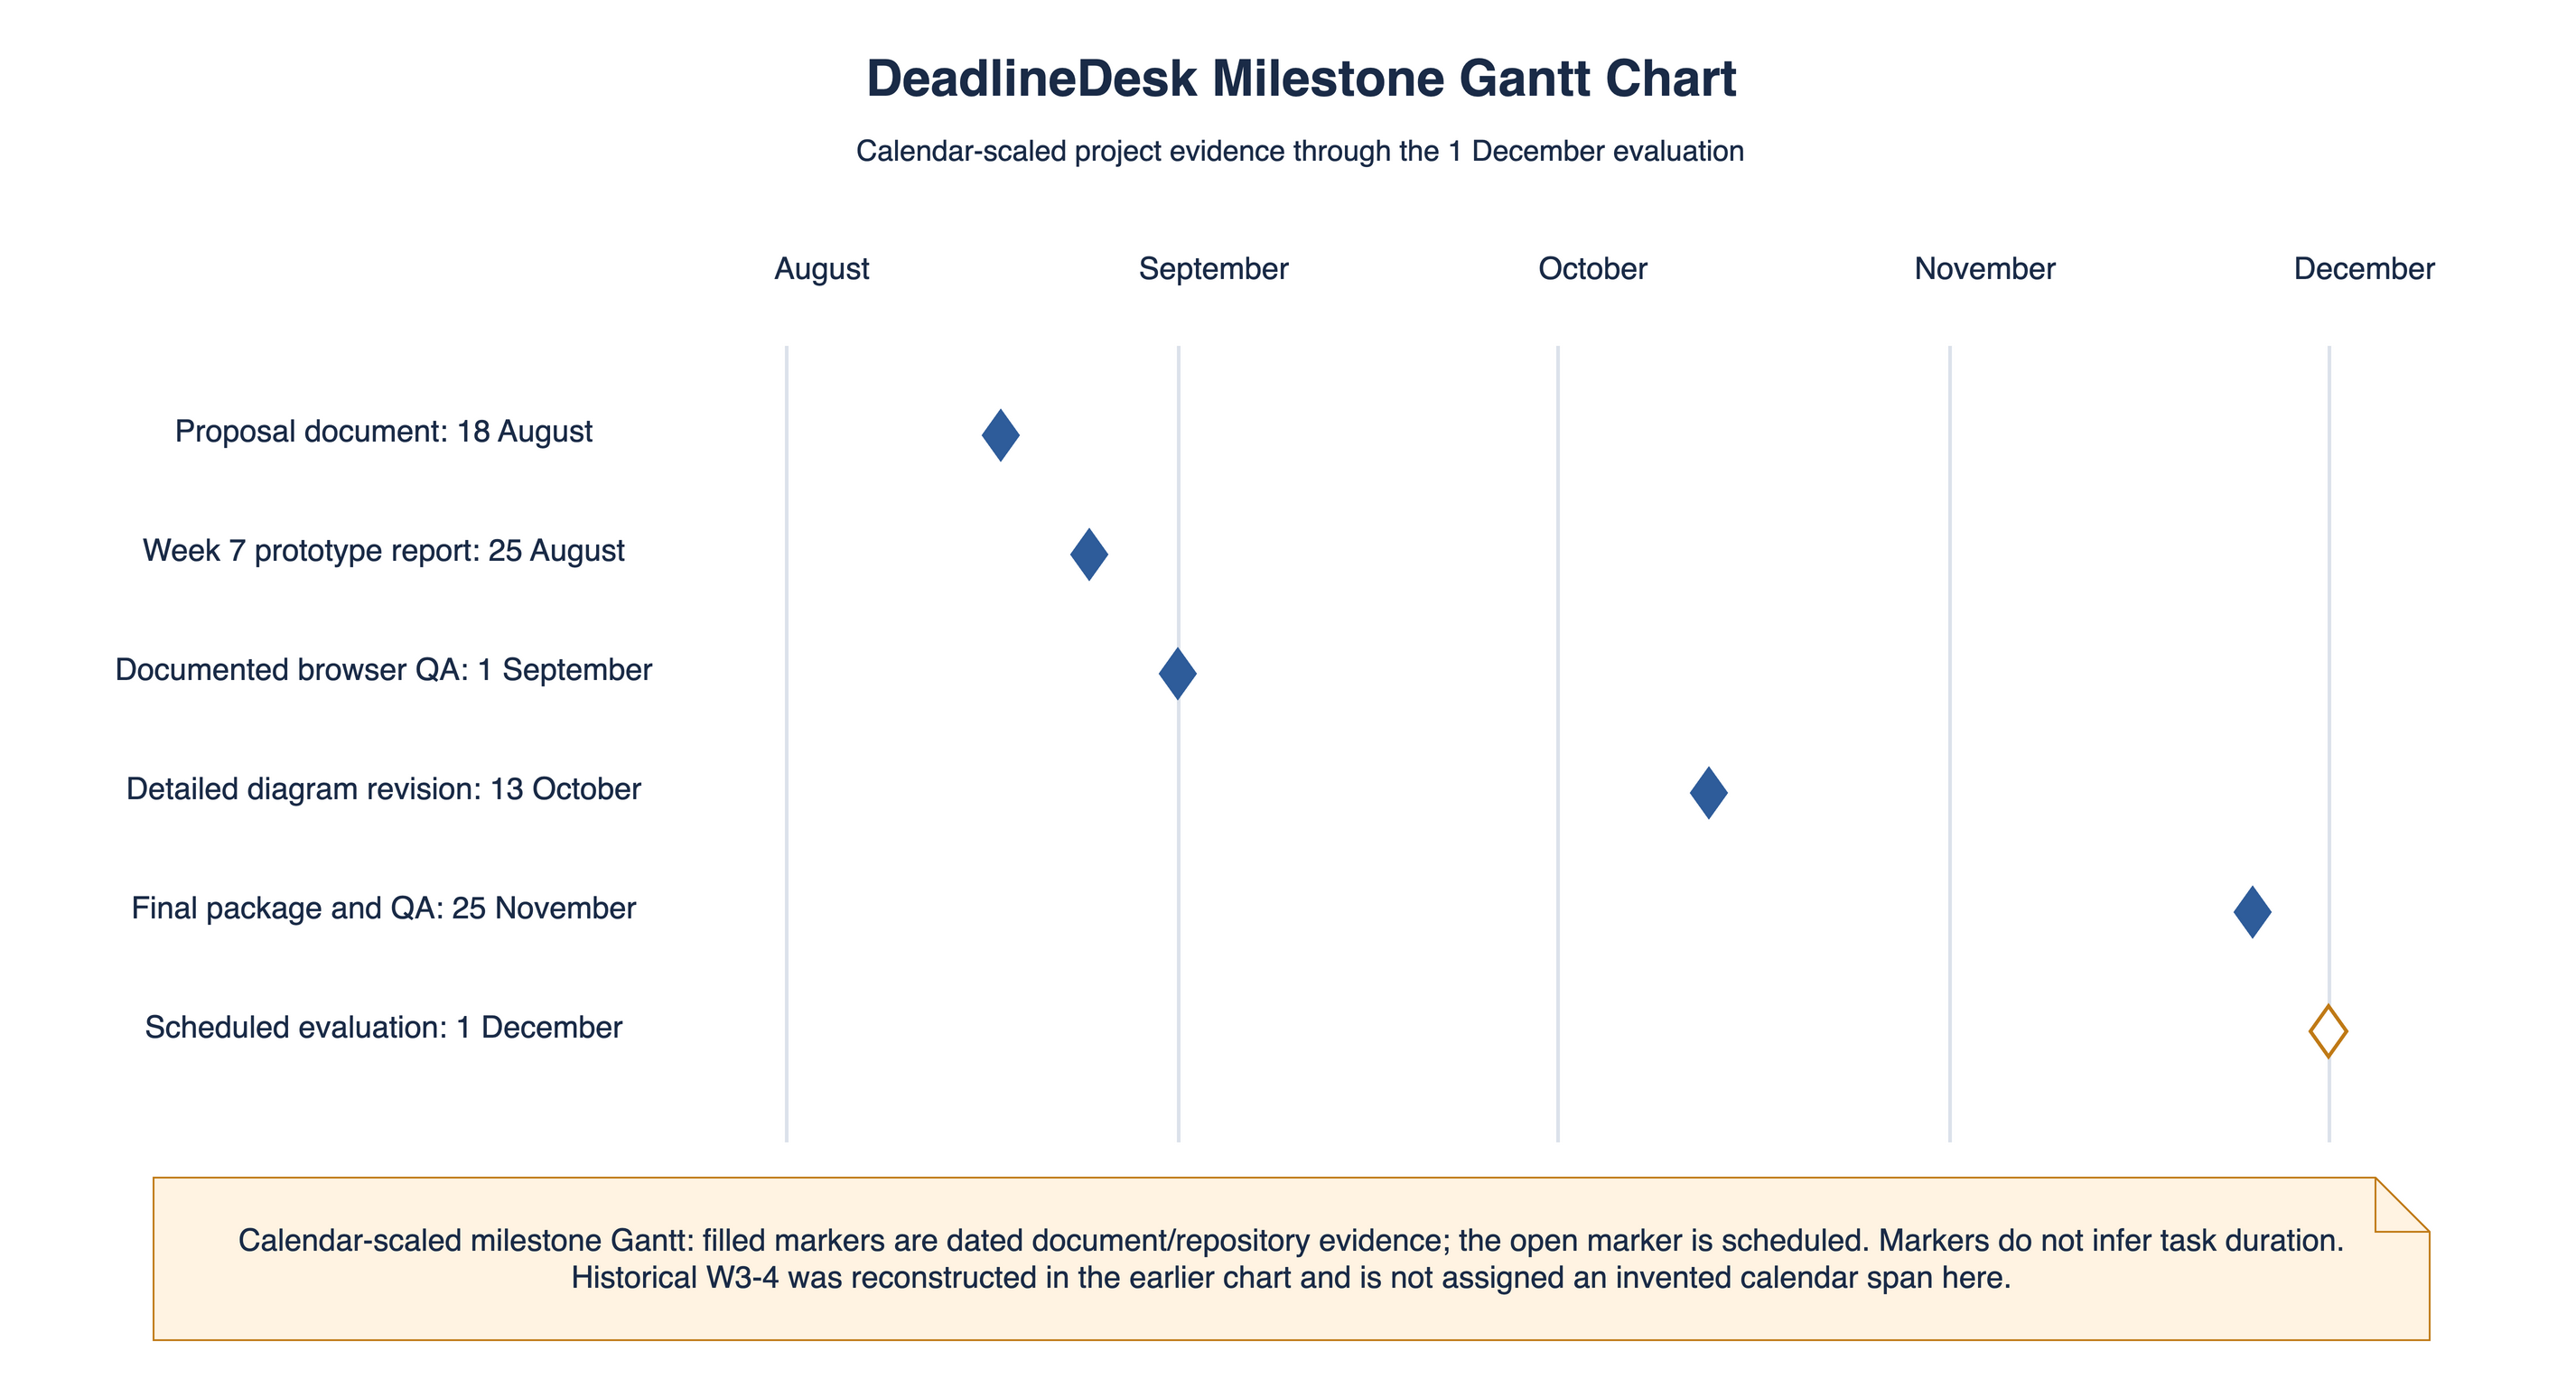 DeadlineDesk Milestone Gantt Chart
Calendar-scaled project evidence through the 1 December evaluation
August September October November December
Proposal document: 18 August
Week 7 prototype report: 25 August
Documented browser QA: 1 September
Detailed diagram revision: 13 October
Final package and QA: 25 November
Scheduled evaluation: 1 December
Calendar-scaled milestone Gantt: filled markers are dated document/repository evidence; the open marker is scheduled. Markers do not infer task duration.
Historical W3-4 was reconstructed in the earlier chart and is not assigned an invented calendar span here.